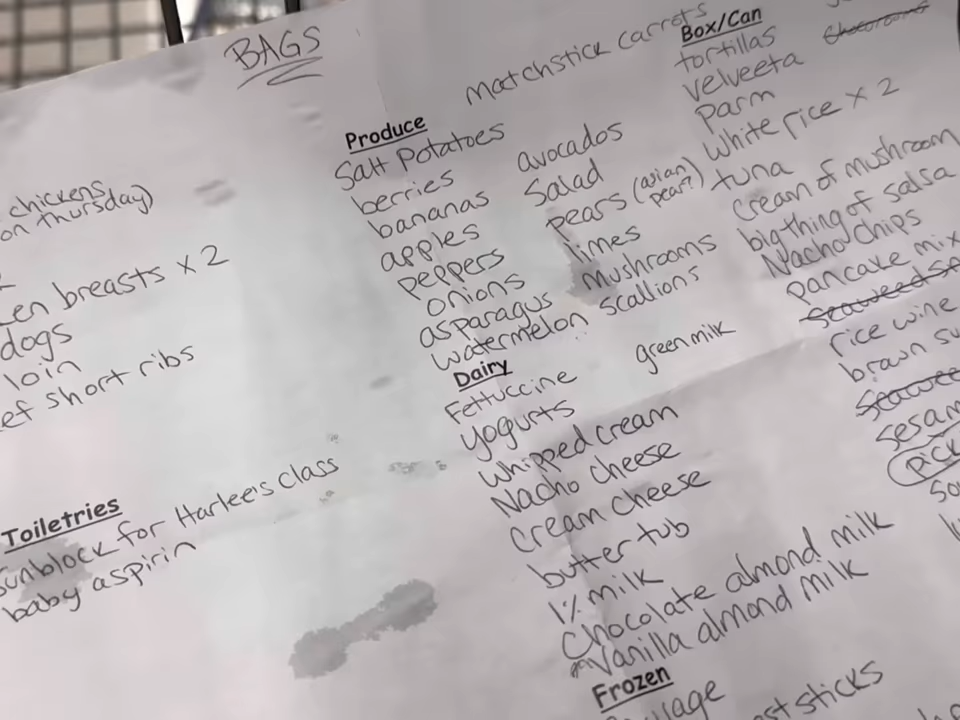 BAGS
chickens
on thursday)
breasts x 2
dogs
loin
short ribs
Toiletries
sunblock for Harlee's class
baby aspirin
matchstick carrots
Produce
Salt Potatoes
berries
bananas
apples
peppers
onions
asparagus
watermelon
avocados
Salad
pears (asian pear?)
limes
Mushrooms
scallions
Dairy
Fettuccine
yogurts
Whipped cream
Nacho cheese
cream cheese
butter tub
1% milk
Chocolate almond milk
Vanilla almond milk
green milk
Frozen
sticks
Box/Can
tortillas
velveeta
Parm
White rice x 2
tuna
cream of mushroom
big thing of salsa
Nacho chips
pancake mix
rice wine
brown